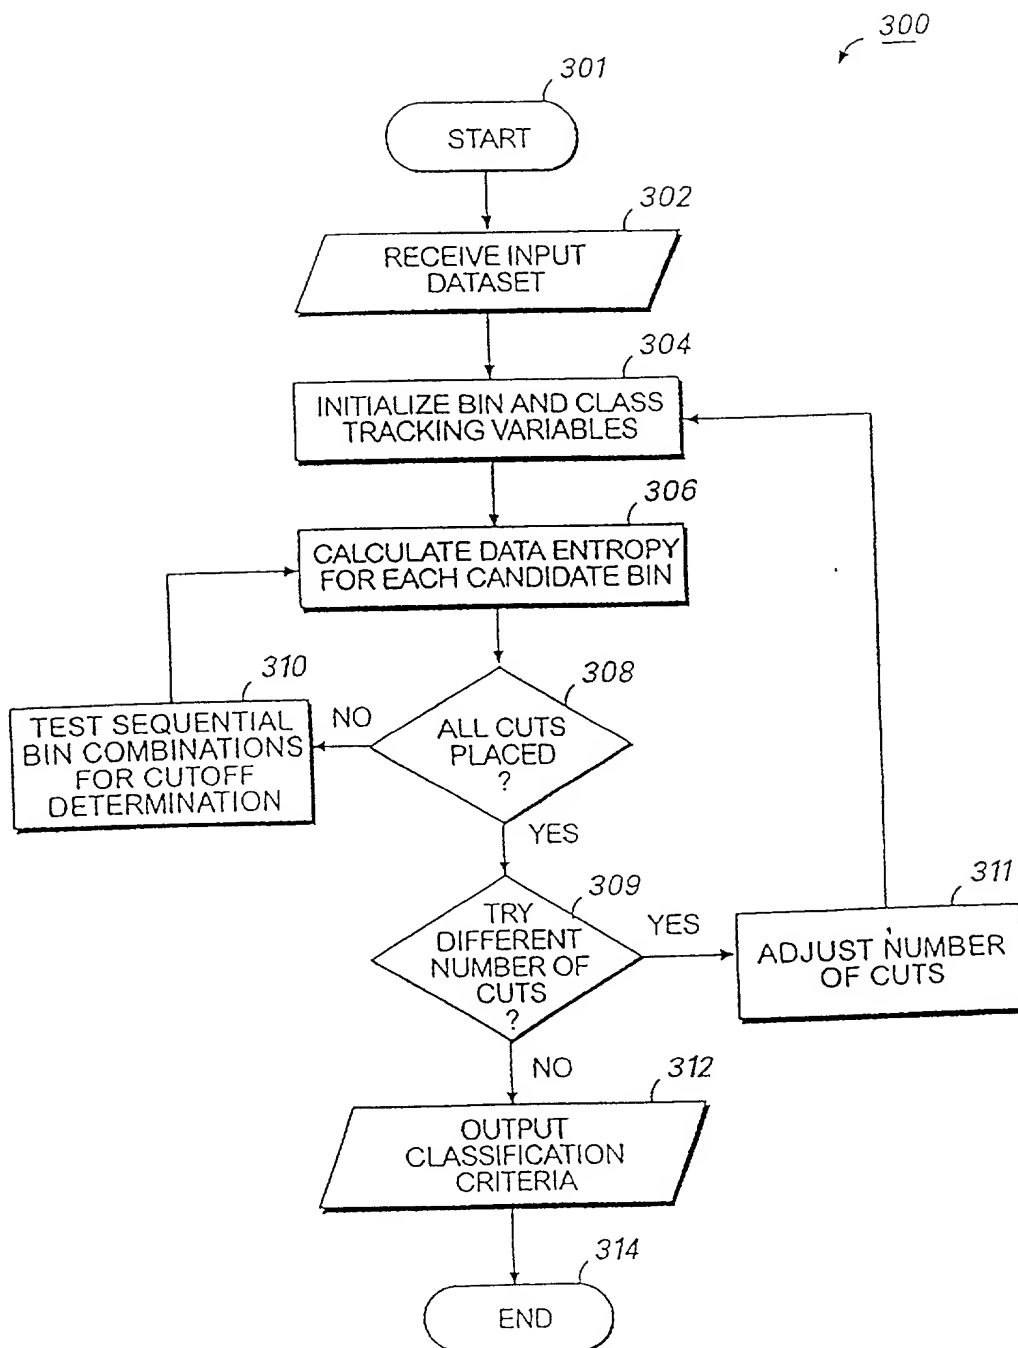 300
301
START
302
RECEIVE INPUT
DATASET
304
INITIALIZE BIN AND CLASS
TRACKING VARIABLES
306
CALCULATE DATA ENTROPY
FOR EACH CANDIDATE BIN
310
TEST SEQUENTIAL
BIN COMBINATIONS
FOR CUTOFF
DETERMINATION
NO
308
ALL CUTS
PLACED
?
YES
309
TRY
DIFFERENT
NUMBER OF
CUTS
?
YES
311
ADJUST NUMBER
OF CUTS
NO
312
OUTPUT
CLASSIFICATION
CRITERIA
314
END